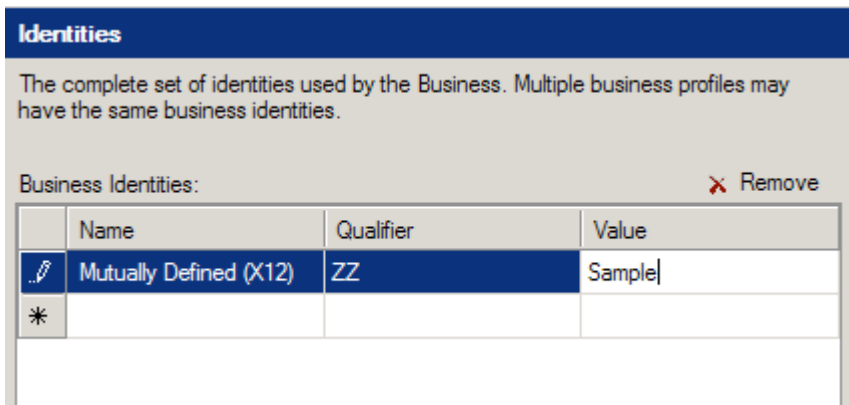 Identities
The complete set of identities used by the Business. Multiple business profiles may
have the same business identities.
Business Identities:
Remove
Name Qualifier Value
Mutually Defined (X12) ZZ Sample